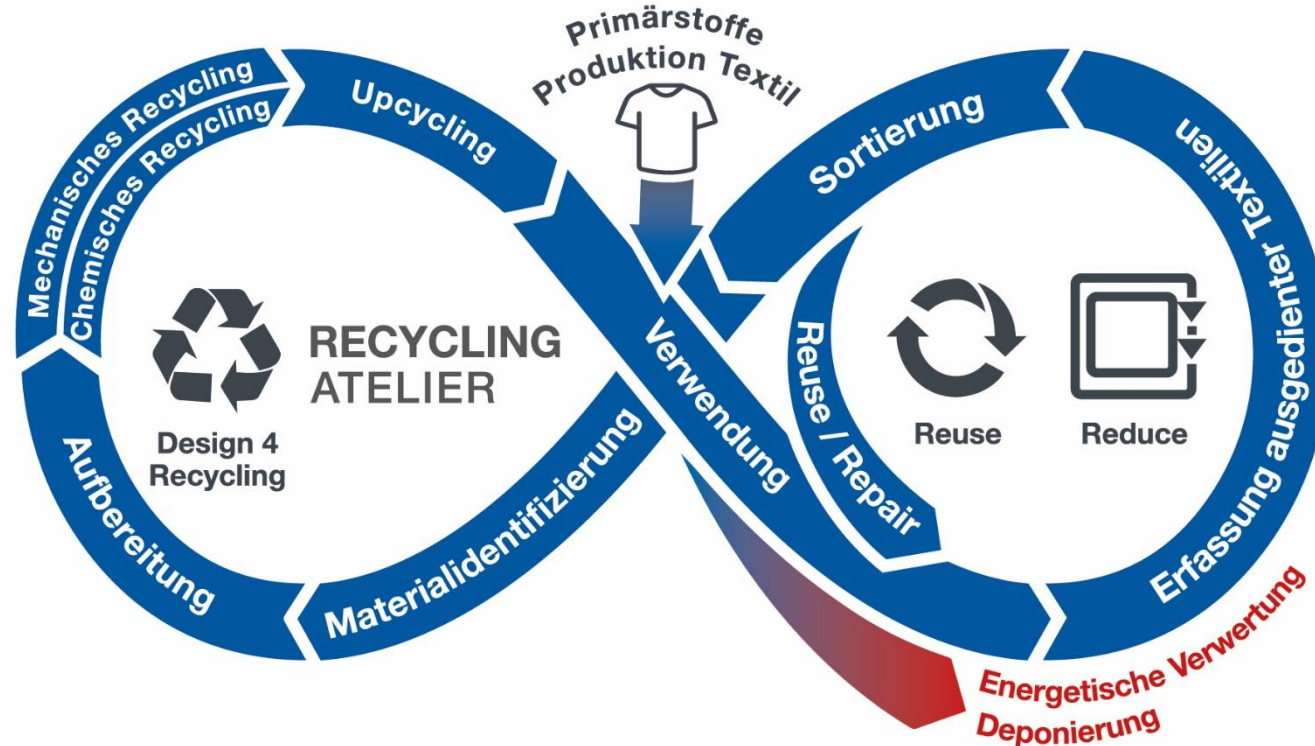 Primärstoffe
Produktion Textil
Mechanisches Recycling
Chemisches Recycling
Upcycling
Sortierung
Erfassung ausgedienter Textilien
RECYCLING
ATELIER
Design 4
Recycling
Verwendung
Reuse / Repair
Reuse
Reduce
Aufbereitung
Materialidentifizierung
Energetische Verwertung
Deponierung